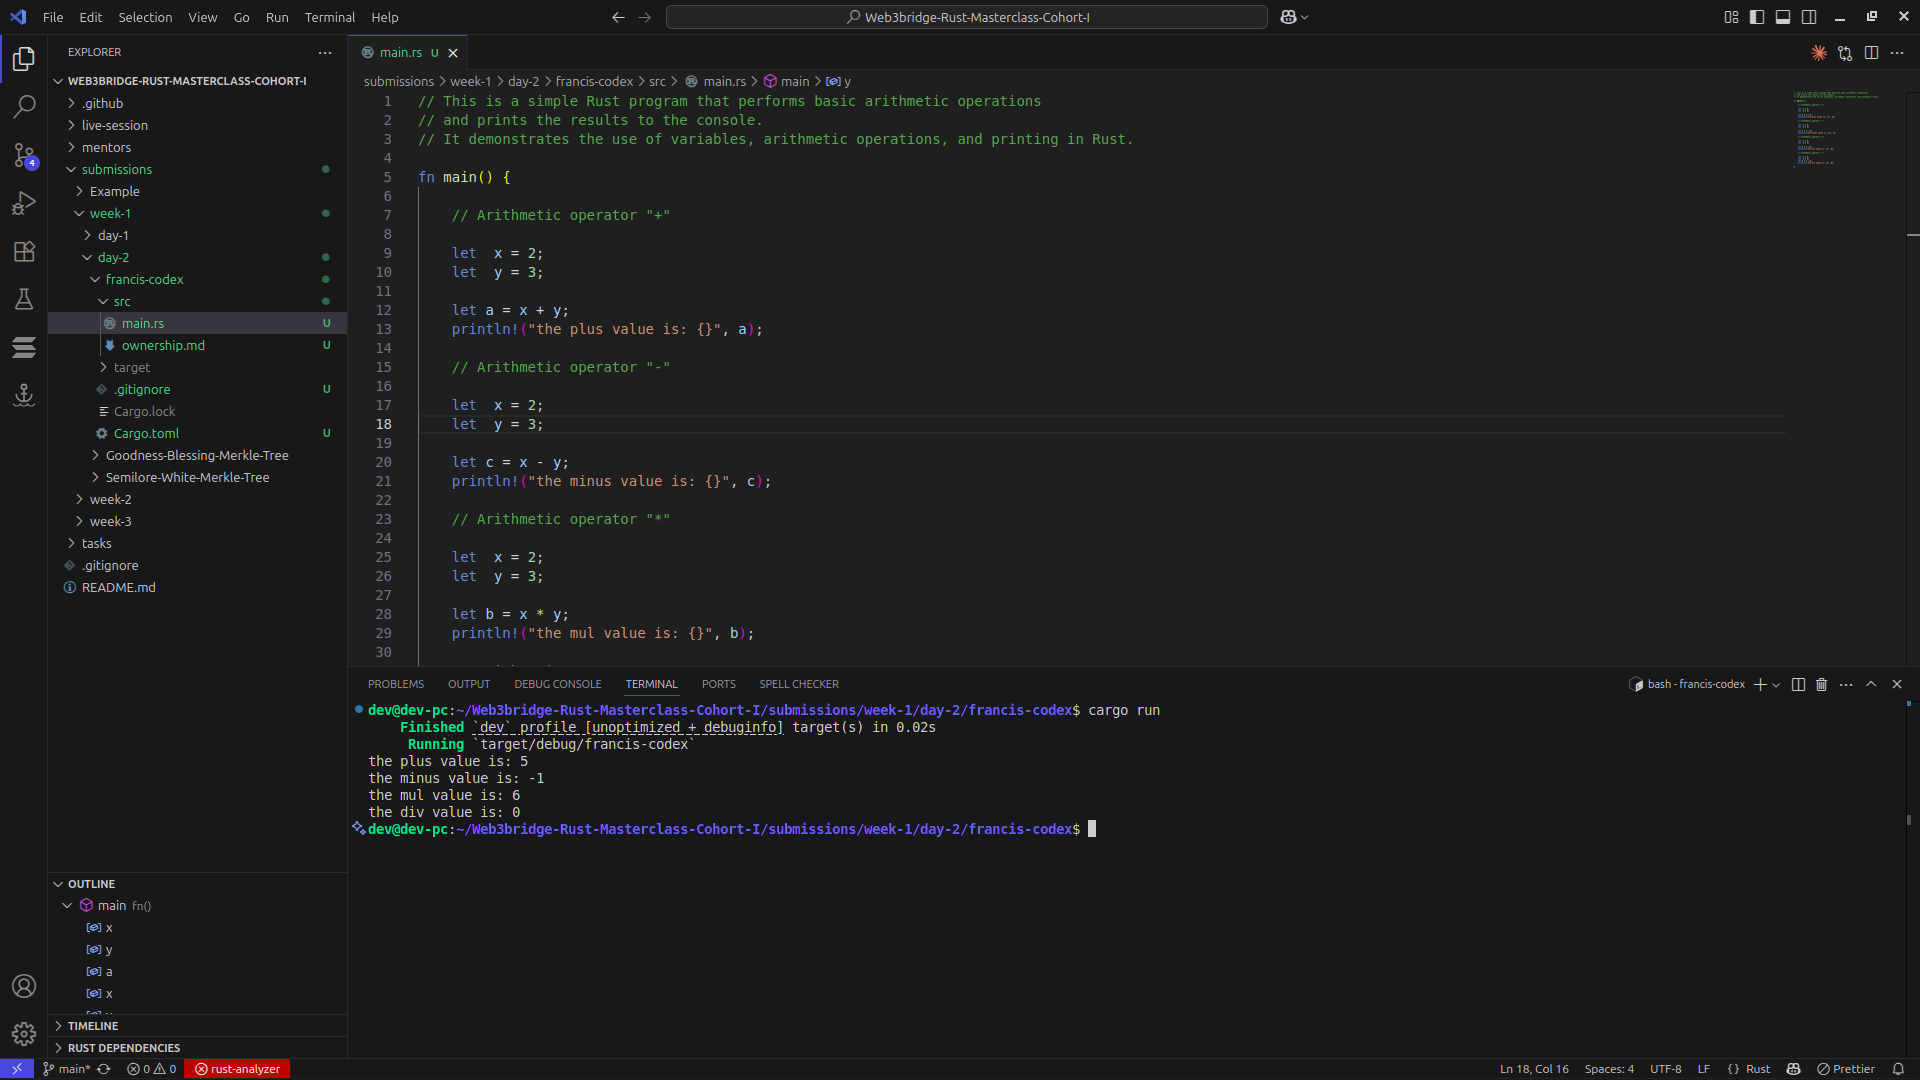 File Edit Selection View Go Run Terminal Help
Web3bridge-Rust-Masterclass-Cohort-I
EXPLORER
WEB3BRIDGE-RUST-MASTERCLASS-COHORT-I
.github
live-session
mentors
submissions
Example
week-1
day-1
day-2
francis-codex
src
main.rs U
ownership.md U
target
.gitignore U
Cargo.lock
Cargo.toml U
Goodness-Blessing-Merkle-Tree
Semilore-White-Merkle-Tree
week-2
week-3
tasks
.gitignore
README.md
4
OUTLINE
main fn()
x
y
a
x
TIMELINE
RUST DEPENDENCIES
main.rs U
submissions > week-1 > day-2 > francis-codex > src > main.rs > main > y
1 // This is a simple Rust program that performs basic arithmetic operations
2 // and prints the results to the console.
3 // It demonstrates the use of variables, arithmetic operations, and printing in Rust.
4
5 fn main() {
6
7 // Arithmetic operator "+"
8
9 let  x = 2;
10 let  y = 3;
11
12 let a = x + y;
13 println!("the plus value is: {}", a);
14
15 // Arithmetic operator "-"
16
17 let  x = 2;
18 let  y = 3;
19
20 let c = x - y;
21 println!("the minus value is: {}", c);
22
23 // Arithmetic operator "*"
24
25 let  x = 2;
26 let  y = 3;
27
28 let b = x * y;
29 println!("the mul value is: {}", b);
30
PROBLEMS OUTPUT DEBUG CONSOLE TERMINAL PORTS SPELL CHECKER
bash - francis-codex
dev@dev-pc:~/Web3bridge-Rust-Masterclass-Cohort-I/submissions/week-1/day-2/francis-codex$ cargo run
Finished `dev` profile [unoptimized + debuginfo] target(s) in 0.02s
Running `target/debug/francis-codex`
the plus value is: 5
the minus value is: -1
the mul value is: 6
the div value is: 0
dev@dev-pc:~/Web3bridge-Rust-Masterclass-Cohort-I/submissions/week-1/day-2/francis-codex$
main* 0 0 rust-analyzer
Ln 18, Col 16 Spaces: 4 UTF-8 LF {} Rust Prettier